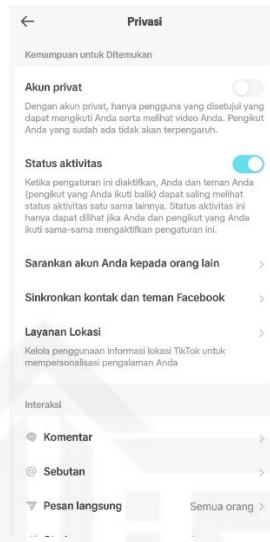 Privasi
Kemampuan untuk Ditemukan
Akun privat
Dengan akun privat, hanya pengguna yang disetujui yang
dapat mengikuti Anda serta melihat video Anda. Pengikut
Anda yang sudah ada tidak akan terpengaruh.
Status aktivitas
Ketika pengaturan ini diaktifkan, Anda dan teman Anda
(pengikut yang Anda ikuti balik) dapat saling melihat
status aktivitas satu sama lainnya. Status aktivitas ini
hanya dapat dilihat jika Anda dan pengikut yang Anda
ikuti sama-sama mengaktifkan pengaturan ini.
Sarankan akun Anda kepada orang lain
Sinkronkan kontak dan teman Facebook
Layanan Lokasi
Kelola penggunaan informasi lokasi TikTok untuk
mempersonalisasi pengalaman Anda
Interaksi
Komentar
@ Sebutan
Pesan langsung Semua orang